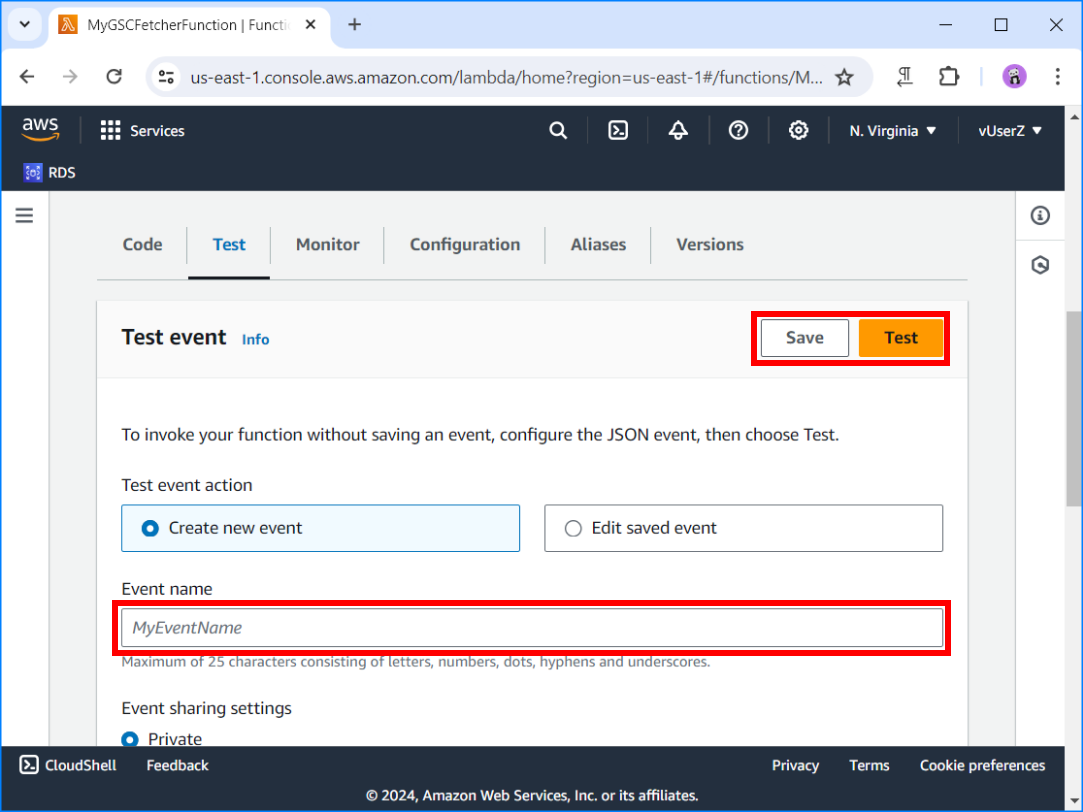 MyGSCFetcherFunction | Functi
us-east-1.console.aws.amazon.com/lambda/home?region=us-east-1#/functions/M...
aws
Services
N. Virginia
vUserZ
RDS
Code
Test
Monitor
Configuration
Aliases
Versions
Test event
Info
Save
Test
To invoke your function without saving an event, configure the JSON event, then choose Test.
Test event action
Create new event
Edit saved event
Event name
MyEventName
Maximum of 25 characters consisting of letters, numbers, dots, hyphens and underscores.
Event sharing settings
Private
CloudShell
Feedback
Privacy
Terms
Cookie preferences
© 2024, Amazon Web Services, Inc. or its affiliates.